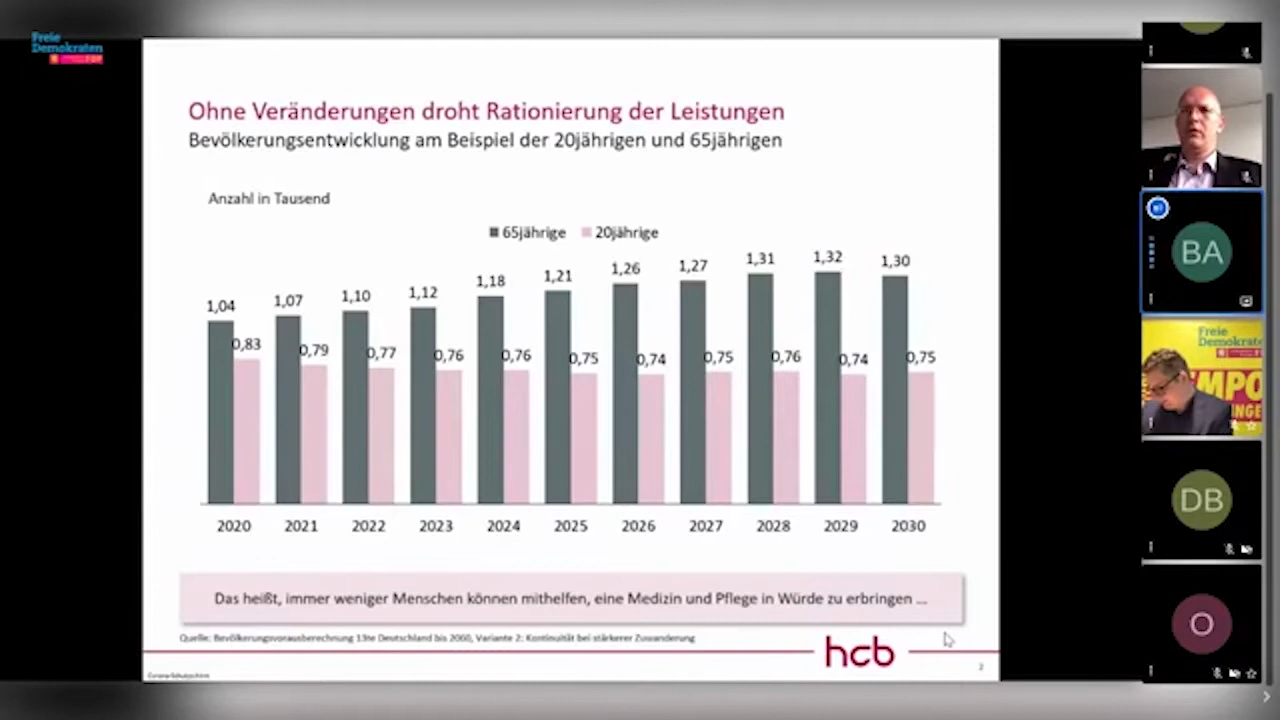 Freie
Demokraten
FDP
Ohne Veränderungen droht Rationierung der Leistungen
Bevölkerungsentwicklung am Beispiel der 20jährigen und 65jährigen
Anzahl in Tausend
65jährige 20jährige
1,04 1,07 1,10 1,12 1,18 1,21 1,26 1,27 1,31 1,32 1,30
0,83 0,79 0,77 0,76 0,76 0,75 0,74 0,75 0,76 0,74 0,75
2020 2021 2022 2023 2024 2025 2026 2027 2028 2029 2030
Das heißt, immer weniger Menschen können mithelfen, eine Medizin und Pflege in Würde zu erbringen ...
Quelle: Bevölkerungsvorausberechnung 13te Deutschland bis 2060, Variante 2: Kontinuität bei stärkerer Zuwanderung
hcb
2
BA
Freie
Demokrate
MPO
INGE
DB
O